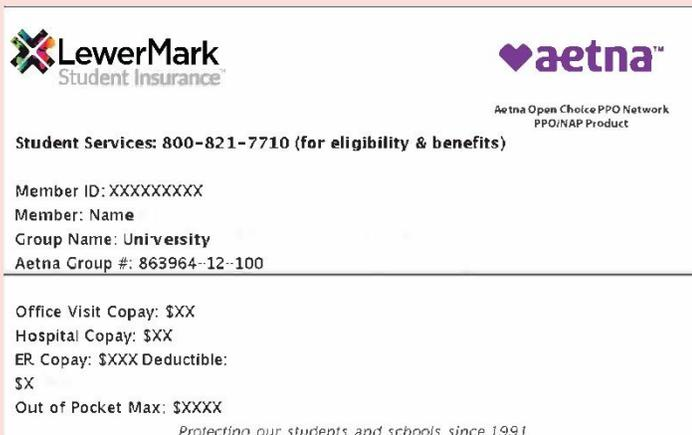 LewerMark
Student Insurance™
aetna™
Aetna Open Choice PPO Network
PPO/NAP Product
Student Services: 800-821-7710 (for eligibility & benefits)
Member ID: XXXXXXXXX
Member: Name
Group Name: University
Aetna Group #: 863964--12--100
Office Visit Copay: $XX
Hospital Copay: $XX
ER Copay: $XXX Deductible:
$X
Out of Pocket Max: $XXXX
Protecting our students and schools since 1991